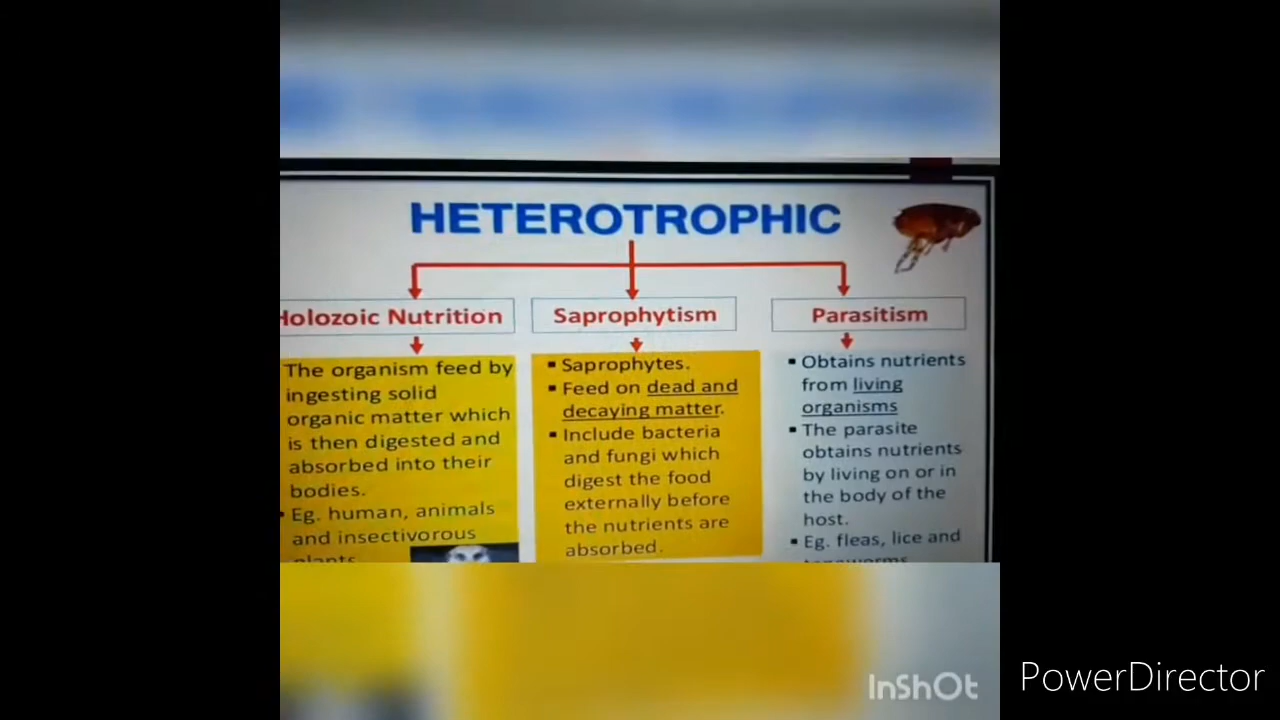 HETEROTROPHIC
Holozoic Nutrition
The organism feed by
ingesting solid
organic matter which
is then digested and
absorbed into their
bodies.
▪ Eg. human, animals
and insectivorous
plants
Saprophytism
▪ Saprophytes.
▪ Feed on dead and
decaying matter.
▪ Include bacteria
and fungi which
digest the food
externally before
the nutrients are
absorbed.
Parasitism
▪ Obtains nutrients
from living
organisms
▪ The parasite
obtains nutrients
by living on or in
the body of the
host.
▪ Eg. fleas, lice and
InShOt
PowerDirector